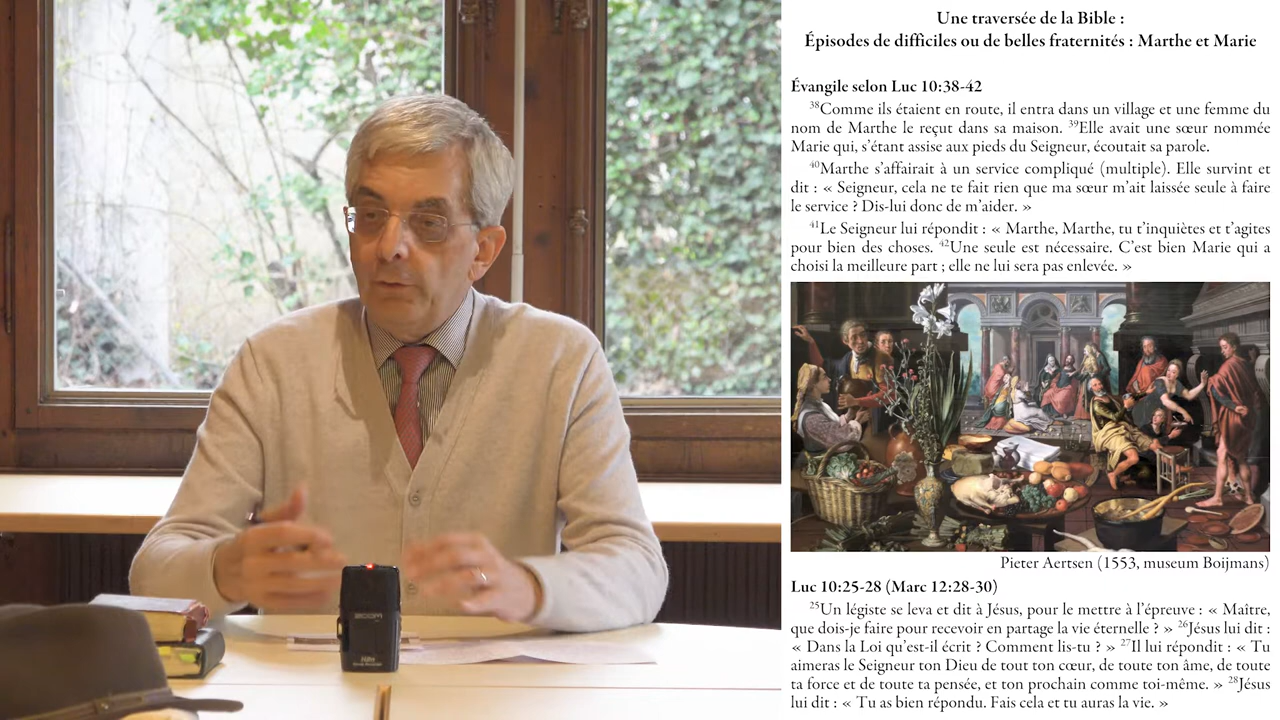 Une traversée de la Bible :
Épisodes de difficiles ou de belles fraternités : Marthe et Marie
Évangile selon Luc 10:38-42
³⁸Comme ils étaient en route, il entra dans un village et une femme du
nom de Marthe le reçut dans sa maison. ³⁹Elle avait une sœur nommée
Marie qui, s’étant assise aux pieds du Seigneur, écoutait sa parole.
⁴⁰Marthe s’affairait à un service compliqué (multiple). Elle survint et
dit : « Seigneur, cela ne te fait rien que ma sœur m’ait laissée seule à faire
le service ? Dis-lui donc de m’aider. »
⁴¹Le Seigneur lui répondit : « Marthe, Marthe, tu t’inquiètes et t’agites
pour bien des choses. ⁴²Une seule est nécessaire. C’est bien Marie qui a
choisi la meilleure part ; elle ne lui sera pas enlevée. »
Pieter Aertsen (1553, museum Boijmans)
Luc 10:25-28 (Marc 12:28-30)
²⁵Un légiste se leva et dit à Jésus, pour le mettre à l’épreuve : « Maître,
que dois-je faire pour recevoir en partage la vie éternelle ? » ²⁶Jésus lui dit :
« Dans la Loi qu’est-il écrit ? Comment lis-tu ? » ²⁷Il lui répondit : « Tu
aimeras le Seigneur ton Dieu de tout ton cœur, de toute ton âme, de toute
ta force et de toute ta pensée, et ton prochain comme toi-même. » ²⁸Jésus
lui dit : « Tu as bien répondu. Fais cela et tu auras la vie. »
zoom